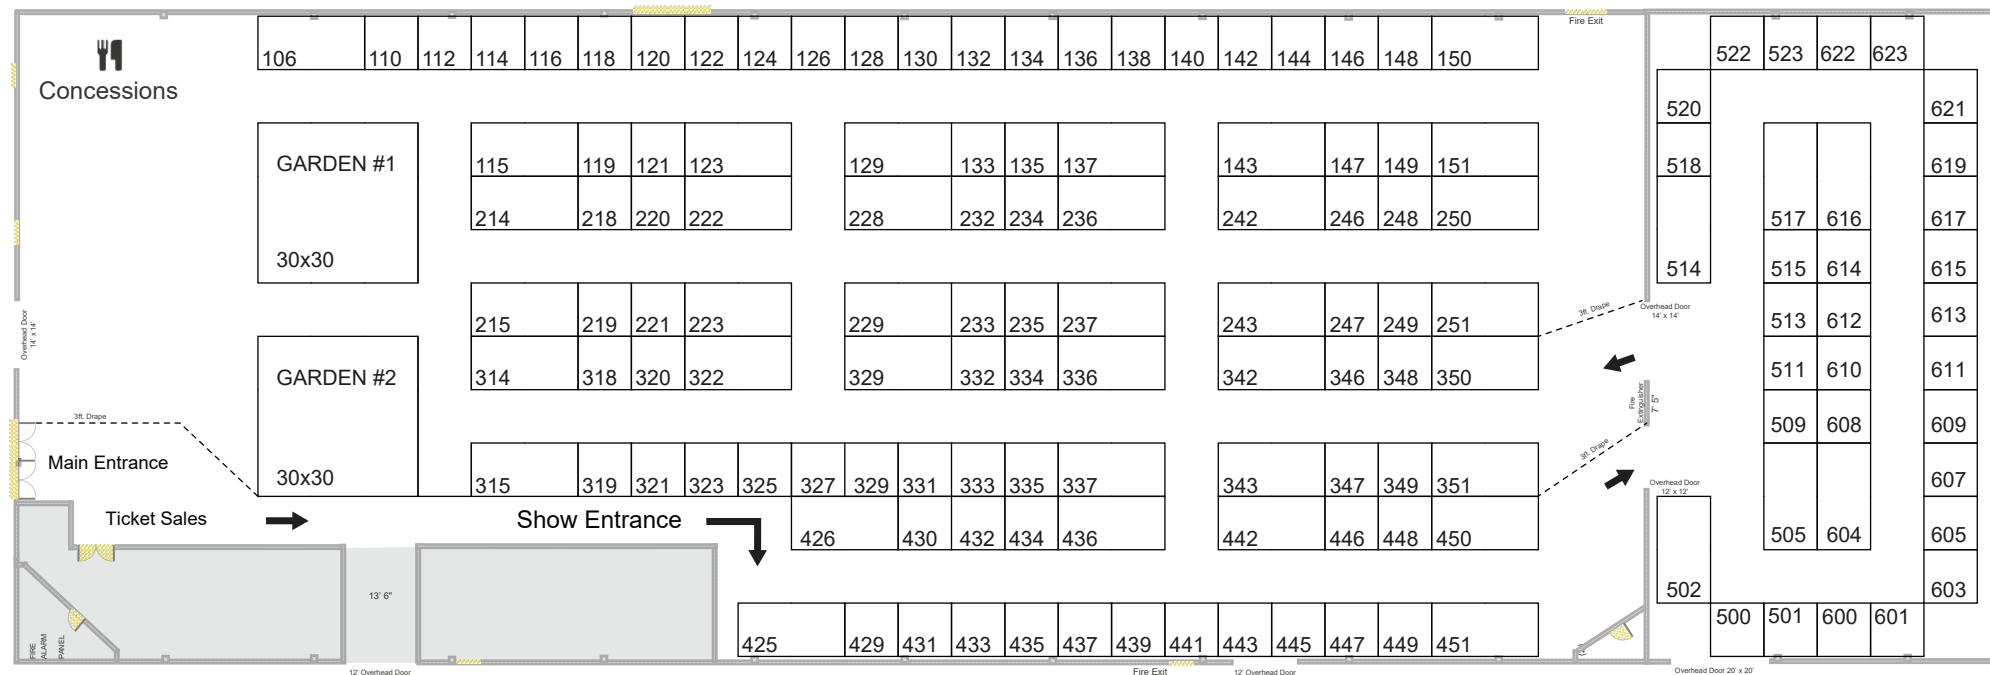 Fire Exit
106 110 112 114 116 118 120 122 124 126 128 130 132 134 136 138 140 142 144 146 148 150
522 523 622 623
Concessions
520 621
GARDEN #1
115 119 121 123 129 133 135 137 143 147 149 151
518 619
214 218 220 222 228 232 234 236 242 246 248 250
517 616 617
30x30
514 515 614 615
215 219 221 223 229 233 235 237 243 247 249 251
3ft. Drape
Overhead Door
14' x 14'
513 612 613
Overhead Door
14' x 14'
GARDEN #2
314 318 320 322 329 332 334 336 342 346 348 350
511 610 611
Fire
Extinguisher
7' 5"
3ft. Drape
509 608 609
3ft. Drape
Main Entrance
30x30
315 319 321 323 325 327 329 331 333 335 337 343 347 349 351
Overhead Door
12' x 12'
607
Ticket Sales
Show Entrance
426 430 432 434 436 442 446 448 450
505 604 605
13' 6"
502 603
500 501 600 601
FIRE
ALARM
PANEL
425 429 431 433 435 437 439 441 443 445 447 449 451
12' Overhead Door
Fire Exit
12' Overhead Door
Overhead Door 20' x 20'